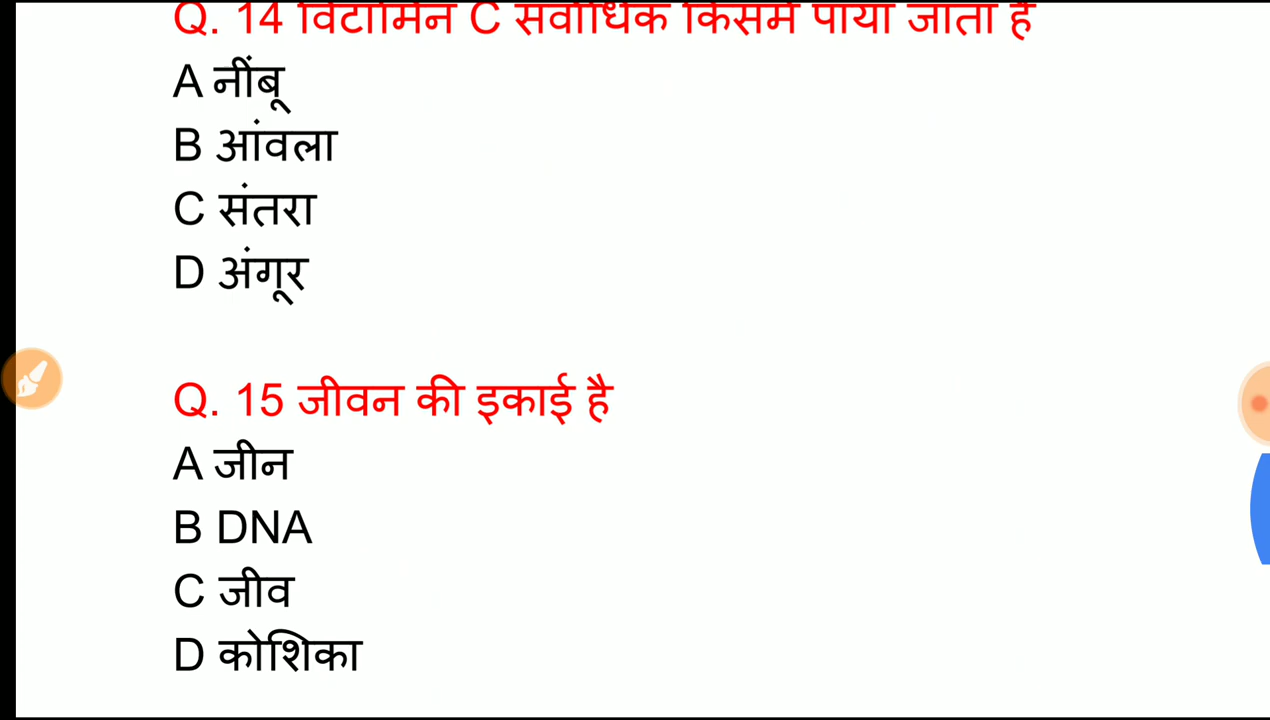 Q. 14 विटामिन C सर्वाधिक किसमें पाया जाता है
A नींबू
B आंवला
C संतरा
D अंगूर
Q. 15 जीवन की इकाई है
A जीन
B DNA
C जीव
D कोशिका